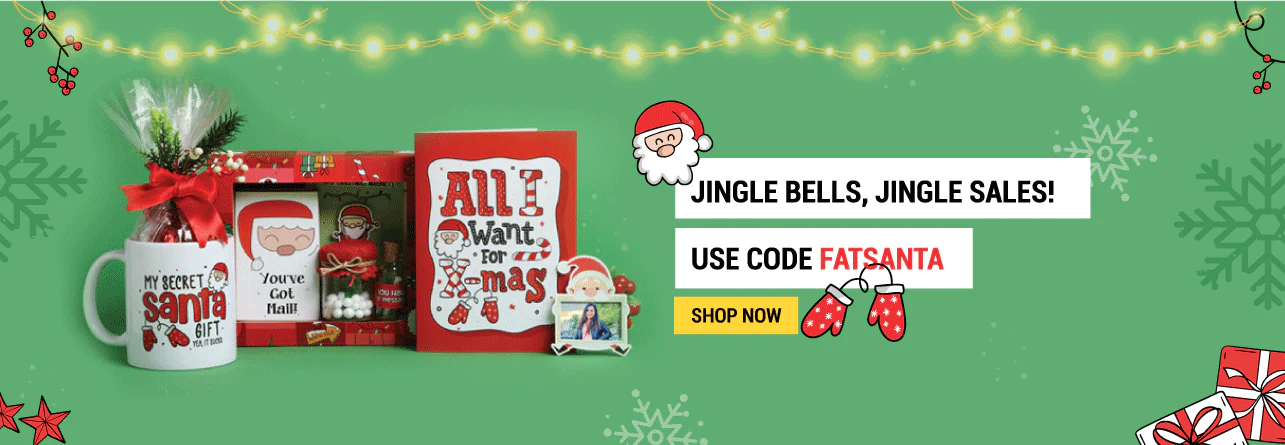 MY SECRET
santa
GIFT
YEP, IT SUCKS
You've
Got
Mail!
All I
Want
For
X-mas
JINGLE BELLS, JINGLE SALES!
USE CODE FATSANTA
SHOP NOW